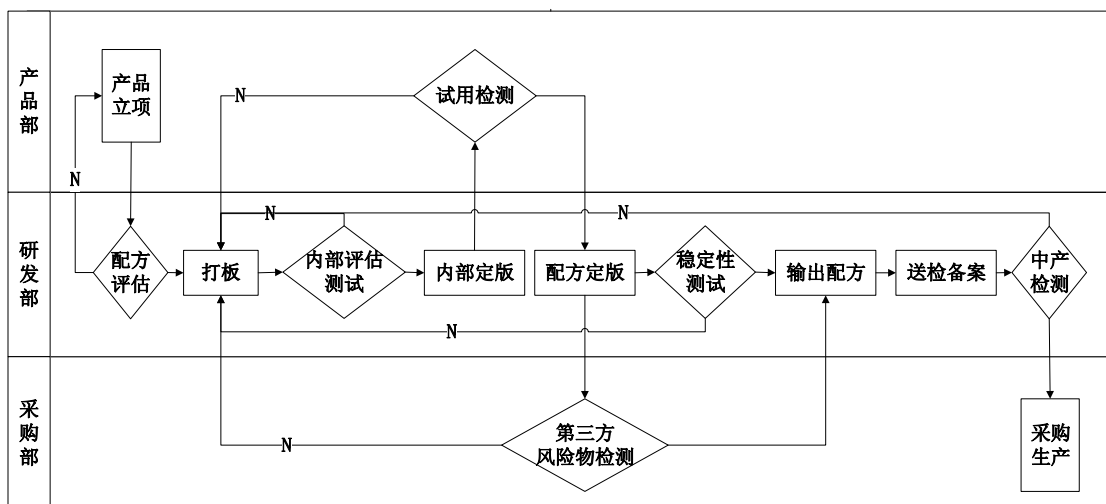 产品部
产品
立项
试用检测
N
N
研发部
N
N
配方
评估
打板
内部评估
测试
内部定版
配方定版
稳定性
测试
输出配方
送检备案
中产
检测
N
采购部
N
第三方
风险物检测
采购
生产